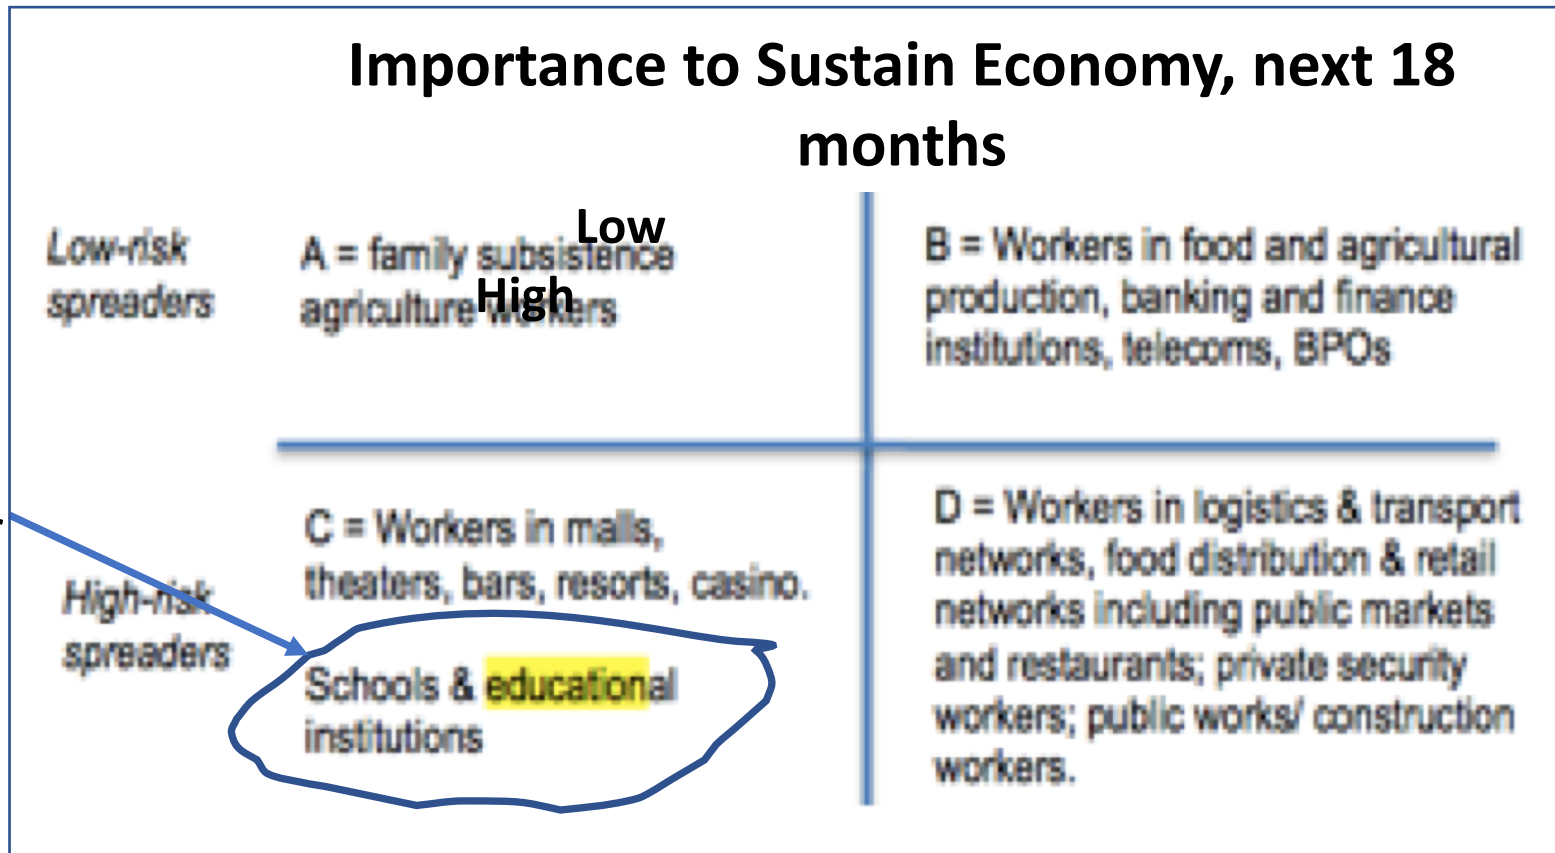 Importance to Sustain Economy, next 18
months
Low
High
Low-risk
spreaders
A = family subsistence
agriculture workers
B = Workers in food and agricultural
production, banking and finance
institutions, telecoms, BPOs
High-risk
spreaders
C = Workers in malls,
theaters, bars, resorts, casino.
Schools & educational
institutions
D = Workers in logistics & transport
networks, food distribution & retail
networks including public markets
and restaurants; private security
workers; public works/ construction
workers.